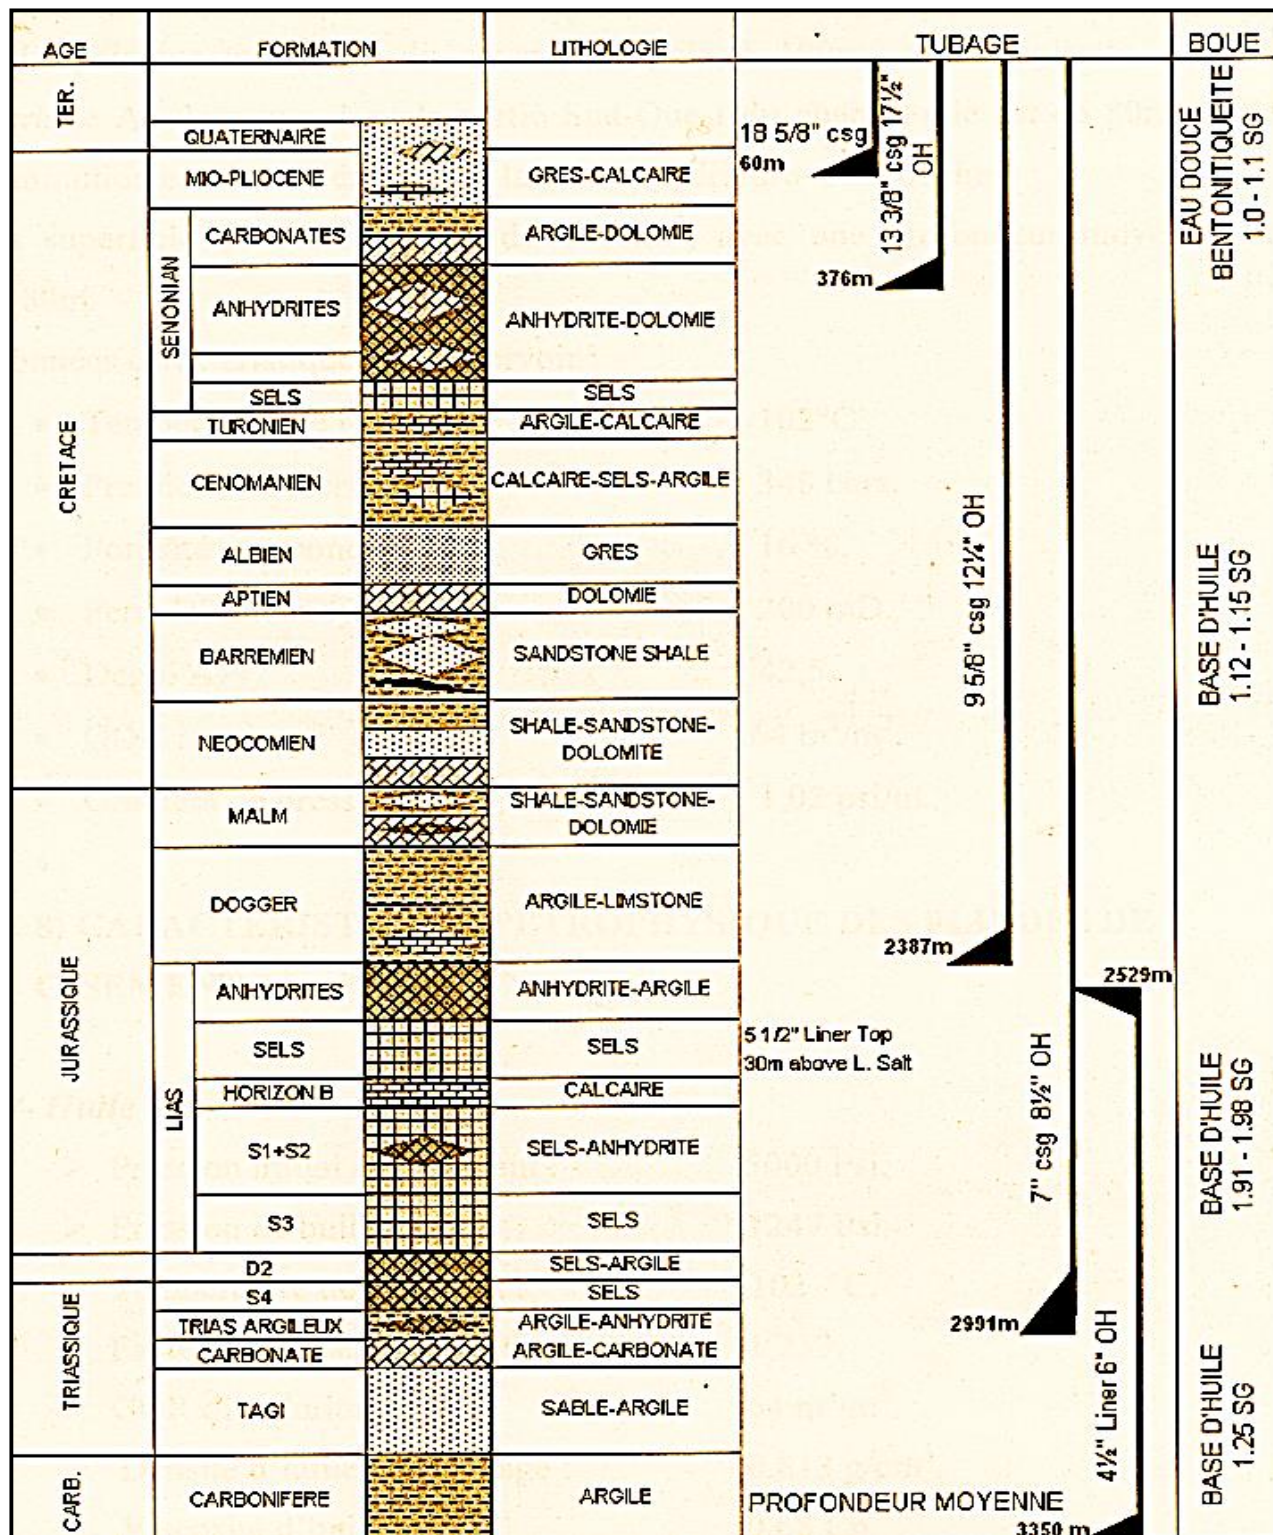 AGE FORMATION LITHOLOGIE TUBAGE BOUE
TER.
QUATERNAIRE
MIO-PLIOCENE GRES-CALCAIRE
CRETACE
SENONIAN
CARBONATES ARGILE-DOLOMIE
ANHYDRITES ANHYDRITE-DOLOMIE
SELS SELS
TURONIEN ARGILE-CALCAIRE
CENOMANIEN CALCAIRE-SELS-ARGILE
ALBIEN GRES
APTIEN DOLOMIE
BARREMIEN SANDSTONE SHALE
NEOCOMIEN SHALE-SANDSTONE-
DOLOMITE
JURASSIQUE
MALM SHALE-SANDSTONE-
DOLOMIE
DOGGER ARGILE-LIMSTONE
LIAS
ANHYDRITES ANHYDRITE-ARGILE
SELS SELS
HORIZON B CALCAIRE
S1+S2 SELS-ANHYDRITE
S3 SELS
D2 SELS-ARGILE
TRIASSIQUE
S4 SELS
TRIAS ARGILEUX ARGILE-ANHYDRITE
CARBONATE ARGILE-CARBONATE
TAGI SABLE-ARGILE
CARB.
CARBONIFERE ARGILE
18 5/8" csg
60m
13 3/8" csg 17½"
OH
376m
9 5/8" csg 12¼" OH
2387m
2529m
5 1/2" Liner Top
30m above L. Salt
7" csg 8½" OH
2991m
4½" Liner 6" OH
PROFONDEUR MOYENNE
3350 m
EAU DOUCE
BENTONITIQUEITE
1.0 - 1.1 SG
BASE D'HUILE
1.12 - 1.15 SG
BASE D'HUILE
1.91 - 1.98 SG
BASE D'HUILE
1.25 SG